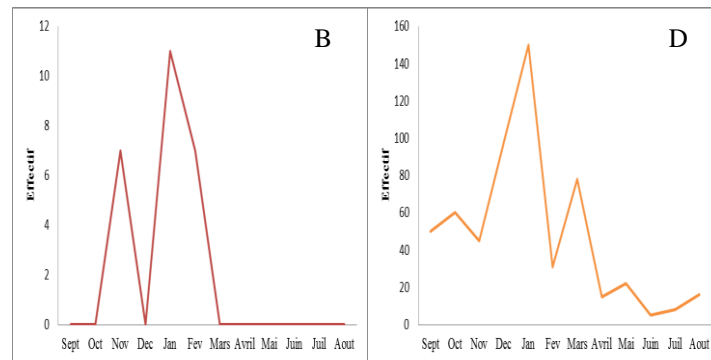 B
12
10
8
6
4
2
0
Effectif
Sept Oct Nov Dec Jan Fev Mars Avril Mai Juin Juil Aout
D
160
140
120
100
80
60
40
20
0
Effectif
Sept Oct Nov Dec Jan Fev Mars Avril Mai Juin Juil Aout